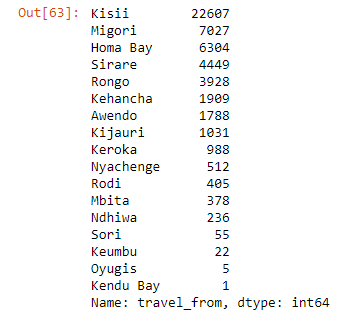 Out[63]: Kisii 22607
Migori 7027
Homa Bay 6304
Sirare 4449
Rongo 3928
Kehancha 1909
Awendo 1788
Kijauri 1031
Keroka 988
Nyachenge 512
Rodi 405
Mbita 378
Ndhiwa 236
Sori 55
Keumbu 22
Oyugis 5
Kendu Bay 1
Name: travel_from, dtype: int64